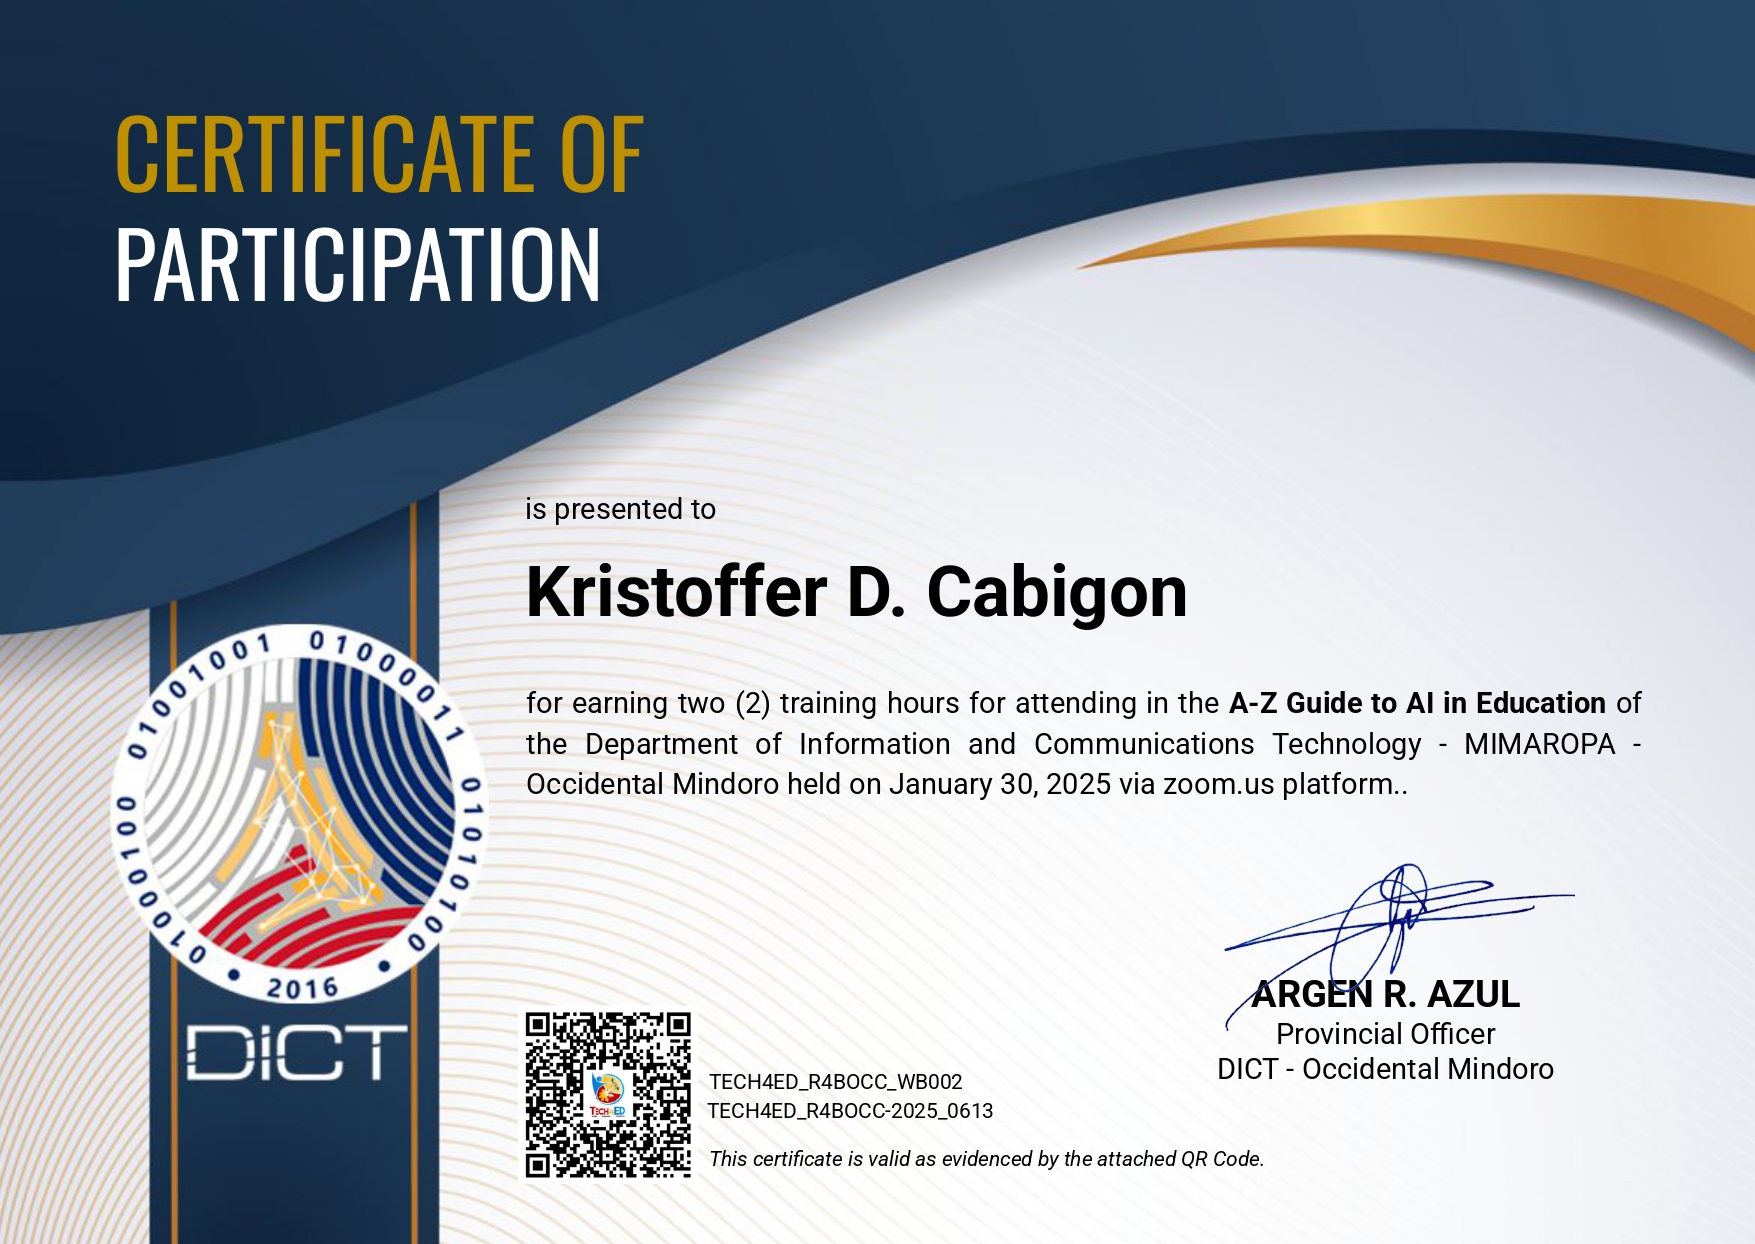 CERTIFICATE OF
PARTICIPATION
is presented to
Kristoffer D. Cabigon
for earning two (2) training hours for attending in the A-Z Guide to AI in Education of
the Department of Information and Communications Technology - MIMAROPA -
Occidental Mindoro held on January 30, 2025 via zoom.us platform..
01000100 01001001 01000011 01010100
• 2016 •
DICT
ARGEN R. AZUL
Provincial Officer
DICT - Occidental Mindoro
TECH4ED
TECH4ED_R4BOCC_WB002
TECH4ED_R4BOCC-2025_0613
This certificate is valid as evidenced by the attached QR Code.